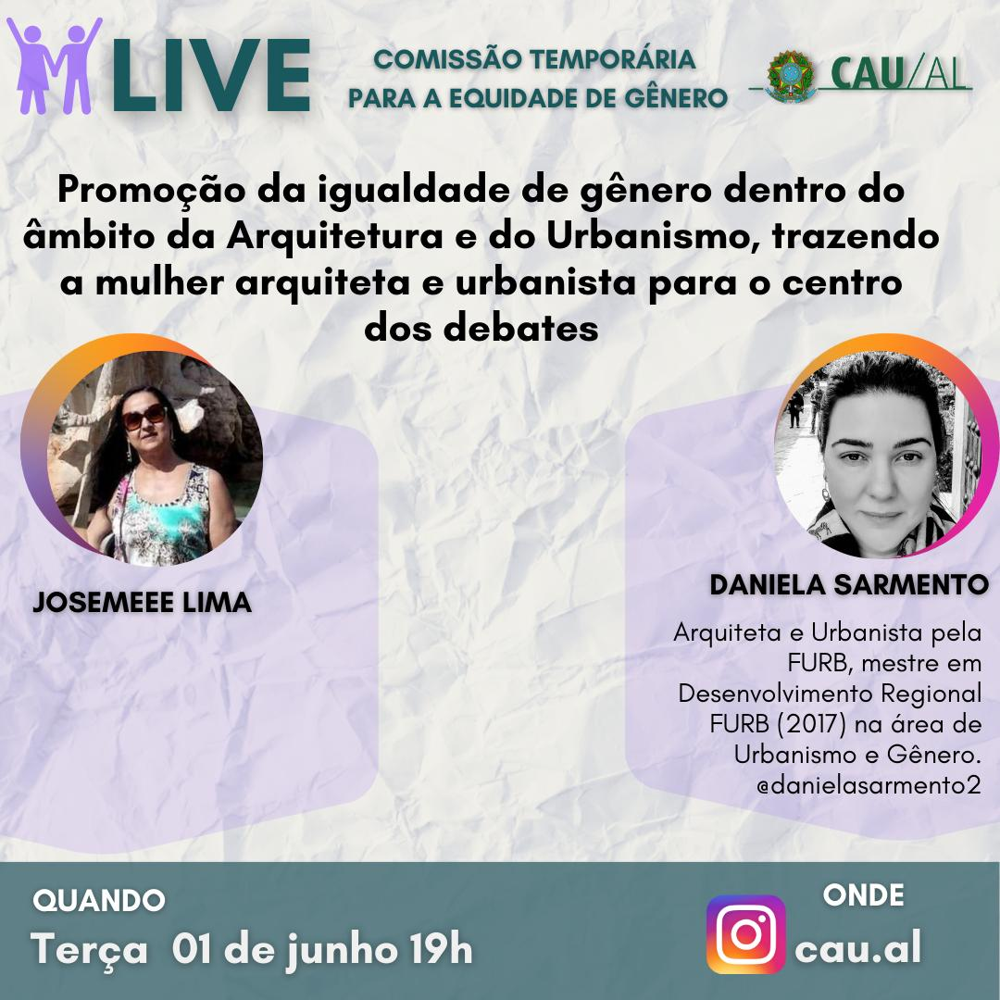 LIVE
COMISSÃO TEMPORÁRIA
PARA A EQUIDADE DE GÊNERO
CAU/AL
Promoção da igualdade de gênero dentro do
âmbito da Arquitetura e do Urbanismo, trazendo
a mulher arquiteta e urbanista para o centro
dos debates
JOSEMEEE LIMA
DANIELA SARMENTO
Arquiteta e Urbanista pela
FURB, mestre em
Desenvolvimento Regional
FURB (2017) na área de
Urbanismo e Gênero.
@danielasarmento2
QUANDO
Terça 01 de junho 19h
ONDE
cau.al